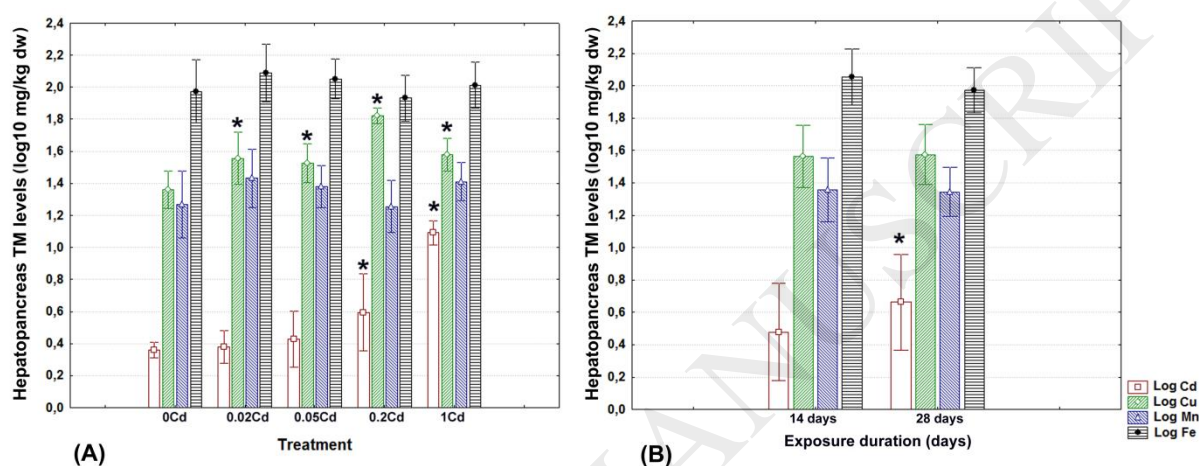 Hepatopancreas TM levels (log10 mg/kg dw)
2,4
2,2
2,0
1,8
1,6
1,4
1,2
1,0
0,8
0,6
0,4
0,2
0,0
* * * * * *
0Cd 0.02Cd 0.05Cd 0.2Cd 1Cd
Treatment
(A)
Hepatopancreas TM levels (log10 mg/kg dw)
2,4
2,2
2,0
1,8
1,6
1,4
1,2
1,0
0,8
0,6
0,4
0,2
0,0
*
14 days 28 days
Exposure duration (days)
(B)
Log Cd
Log Cu
Log Mn
Log Fe
MANUSCRIP